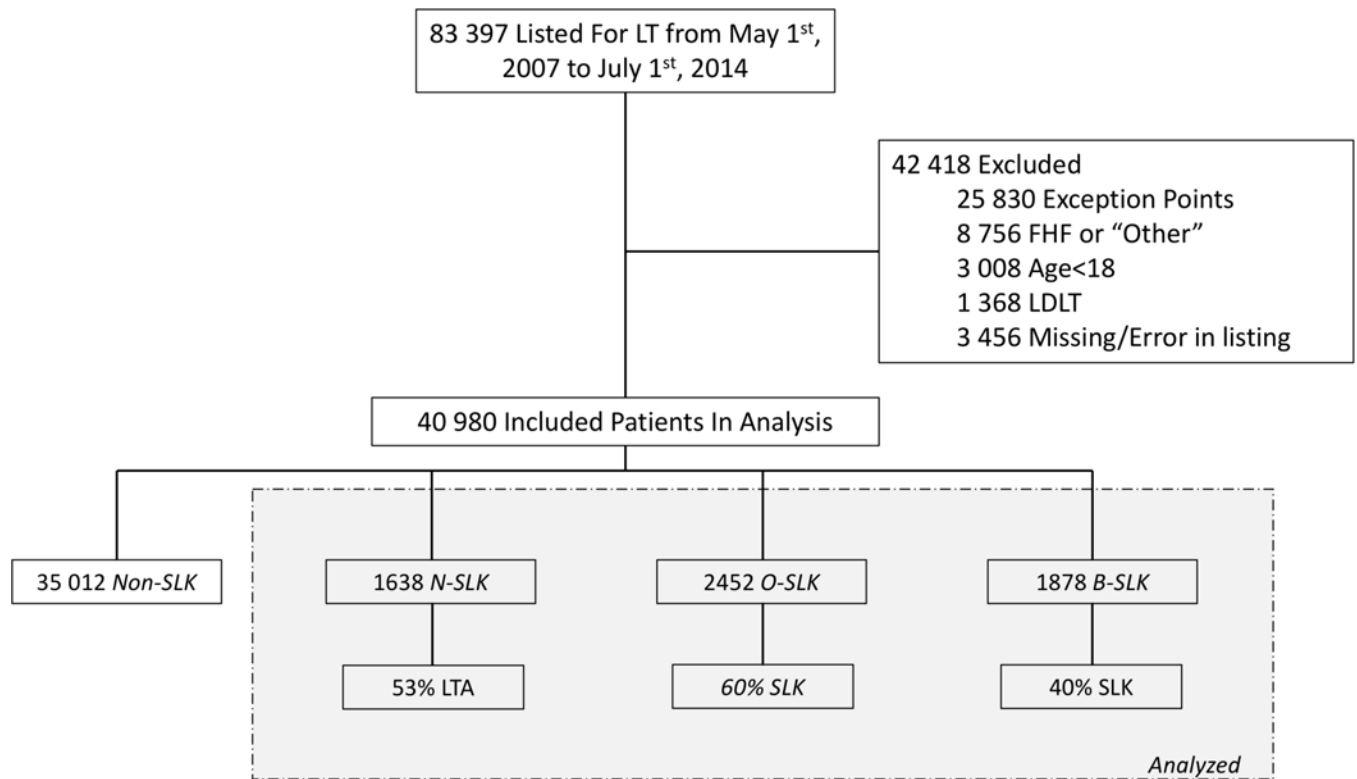 83 397 Listed For LT from May 1st,
2007 to July 1st, 2014
42 418 Excluded
25 830 Exception Points
8 756 FHF or “Other”
3 008 Age<18
1 368 LDLT
3 456 Missing/Error in listing
40 980 Included Patients In Analysis
35 012 Non-SLK
1638 N-SLK
2452 O-SLK
1878 B-SLK
53% LTA
60% SLK
40% SLK
Analyzed